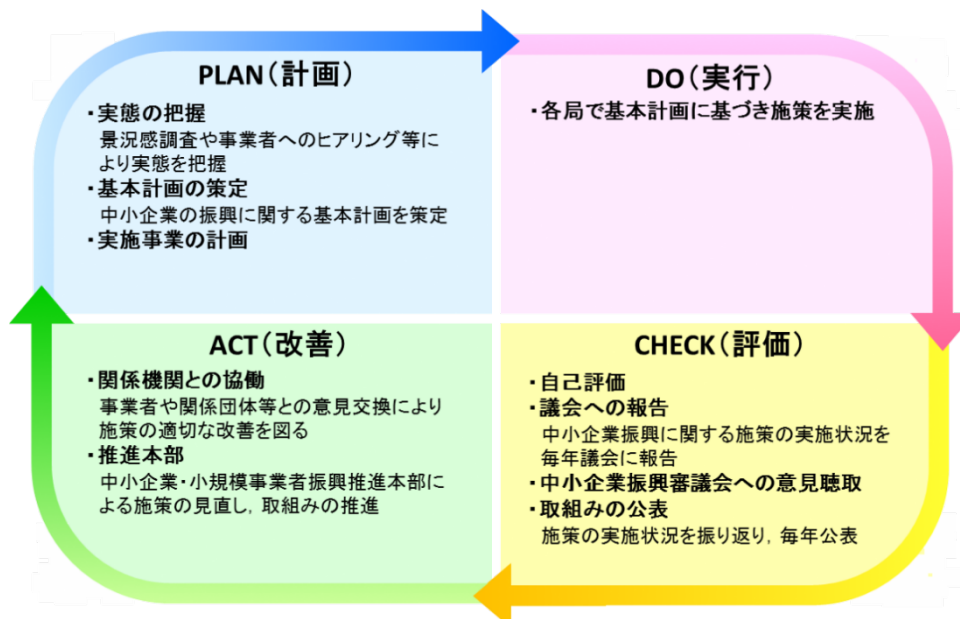 PLAN(計画)
・実態の把握
景況感調査や事業者へのヒアリング等に
より実態を把握
・基本計画の策定
中小企業の振興に関する基本計画を策定
・実施事業の計画
DO(実行)
・各局で基本計画に基づき施策を実施
ACT(改善)
・関係機関との協働
事業者や関係団体等との意見交換により
施策の適切な改善を図る
・推進本部
中小企業・小規模事業者振興推進本部に
よる施策の見直し,取組みの推進
CHECK(評価)
・自己評価
・議会への報告
中小企業振興に関する施策の実施状況を
毎年議会に報告
・中小企業振興審議会への意見聴取
・取組みの公表
施策の実施状況を振り返り,毎年公表